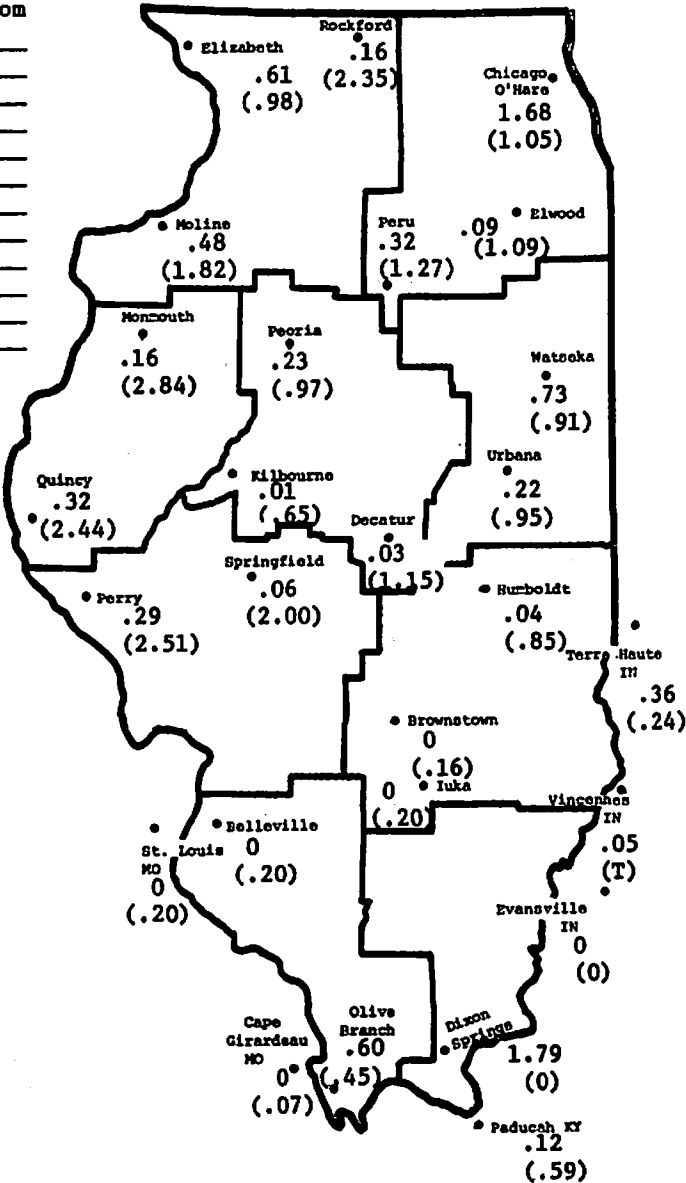 om
Rockford
.16
(2.35)
Elizabeth
.61
(.98)
Chicago
O'Hare
1.68
(1.05)
Elwood
.09
(1.09)
Moline
.48
(1.82)
Peru
.32
(1.27)
Monmouth
.16
(2.84)
Peoria
.23
(.97)
Watseka
.73
(.91)
Urbana
.22
(.95)
Quincy
.32
(2.44)
Kilbourne
.01
(.65)
Decatur
.03
(1.15)
Springfield
.06
(2.00)
Perry
.29
(2.51)
Humboldt
.04
(.85)
Terre Haute
IN
.36
(.24)
Brownstown
0
(.16)
Iuka
0
(.20)
Vincennes
IN
.05
(T)
Belleville
0
(.20)
St. Louis
MO
0
(.20)
Evansville
IN
0
(0)
Cape
Girardeau
MO
0
(.07)
Olive
Branch
.60
(.45)
Dixon
Springs
1.79
(0)
Paducah KY
.12
(.59)